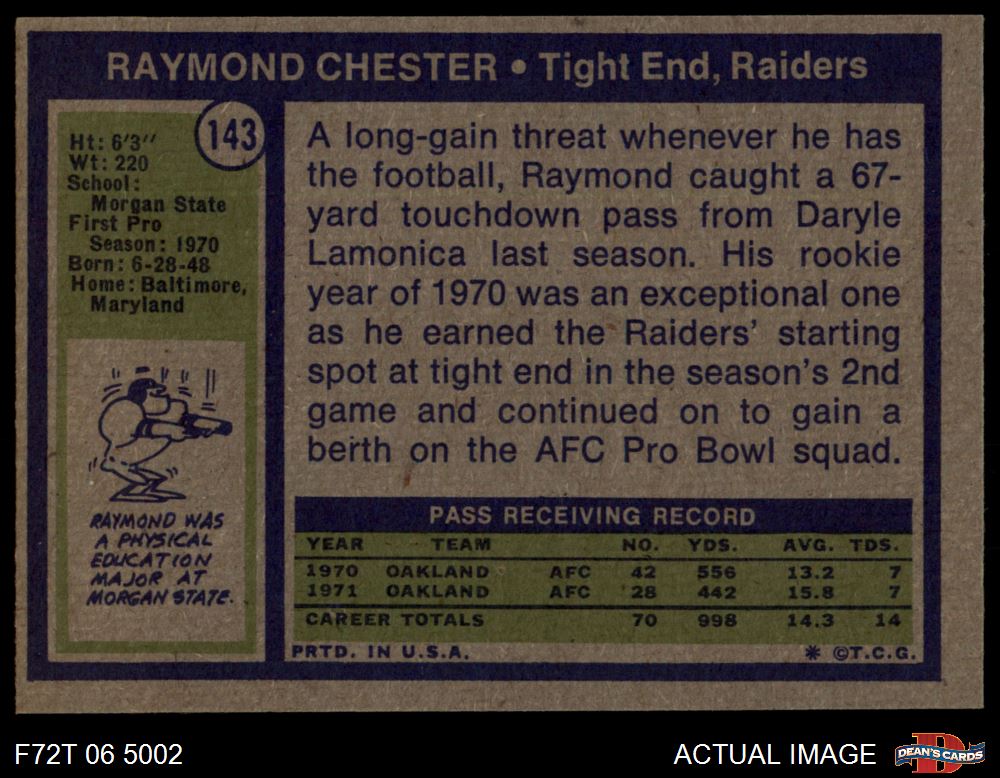 RAYMOND CHESTER • Tight End, Raiders
143
Ht: 6'3''
Wt: 220
School:
Morgan State
First Pro
Season: 1970
Born: 6-28-48
Home: Baltimore,
Maryland
RAYMOND WAS
A PHYSICAL
EDUCATION
MAJOR AT
MORGAN STATE.
A long-gain threat whenever he has
the football, Raymond caught a 67-
yard touchdown pass from Daryle
Lamonica last season. His rookie
year of 1970 was an exceptional one
as he earned the Raiders' starting
spot at tight end in the season's 2nd
game and continued on to gain a
berth on the AFC Pro Bowl squad.
PASS RECEIVING RECORD
YEAR TEAM NO. YDS. AVG. TDS.
1970 OAKLAND AFC 42 556 13.2 7
1971 OAKLAND AFC 28 442 15.8 7
CAREER TOTALS 70 998 14.3 14
PRTD. IN U.S.A. * ©T.C.G.
F72T 06 5002 ACTUAL IMAGE
D
DEAN'S CARDS